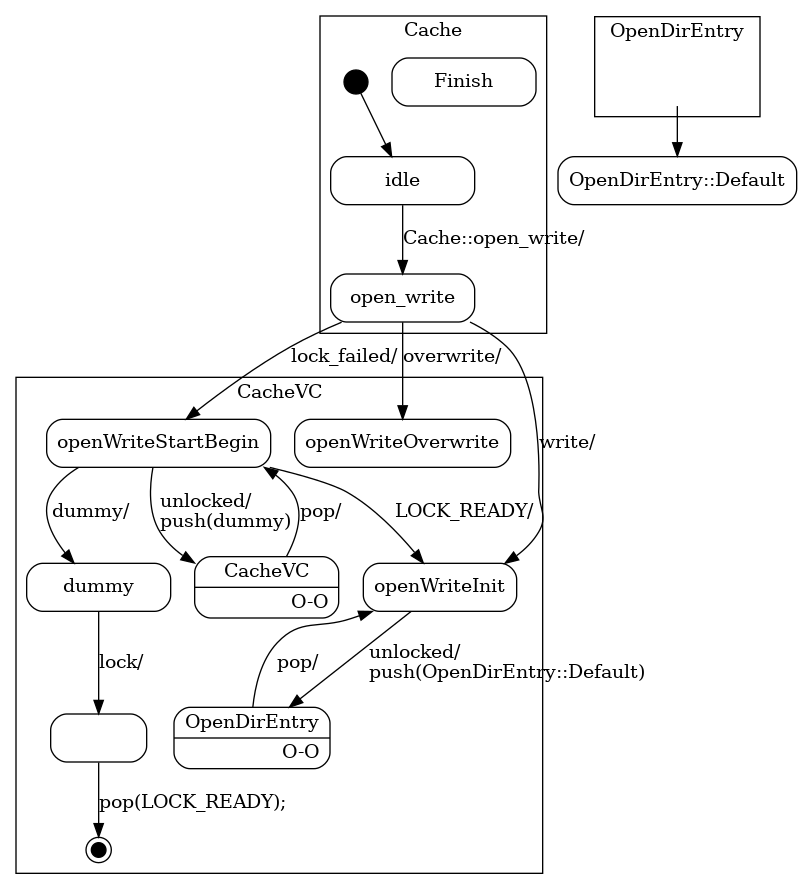 Cache
OpenDirEntry
Finish
idle
OpenDirEntry::Default
Cache::open_write/
open_write
lock_failed/
overwrite/
CacheVC
openWriteStartBegin
openWriteOverwrite
write/
dummy/
unlocked/
push(dummy)
pop/
LOCK_READY/
dummy
CacheVC
O-O
openWriteInit
lock/
pop/
unlocked/
push(OpenDirEntry::Default)
OpenDirEntry
O-O
pop(LOCK_READY);